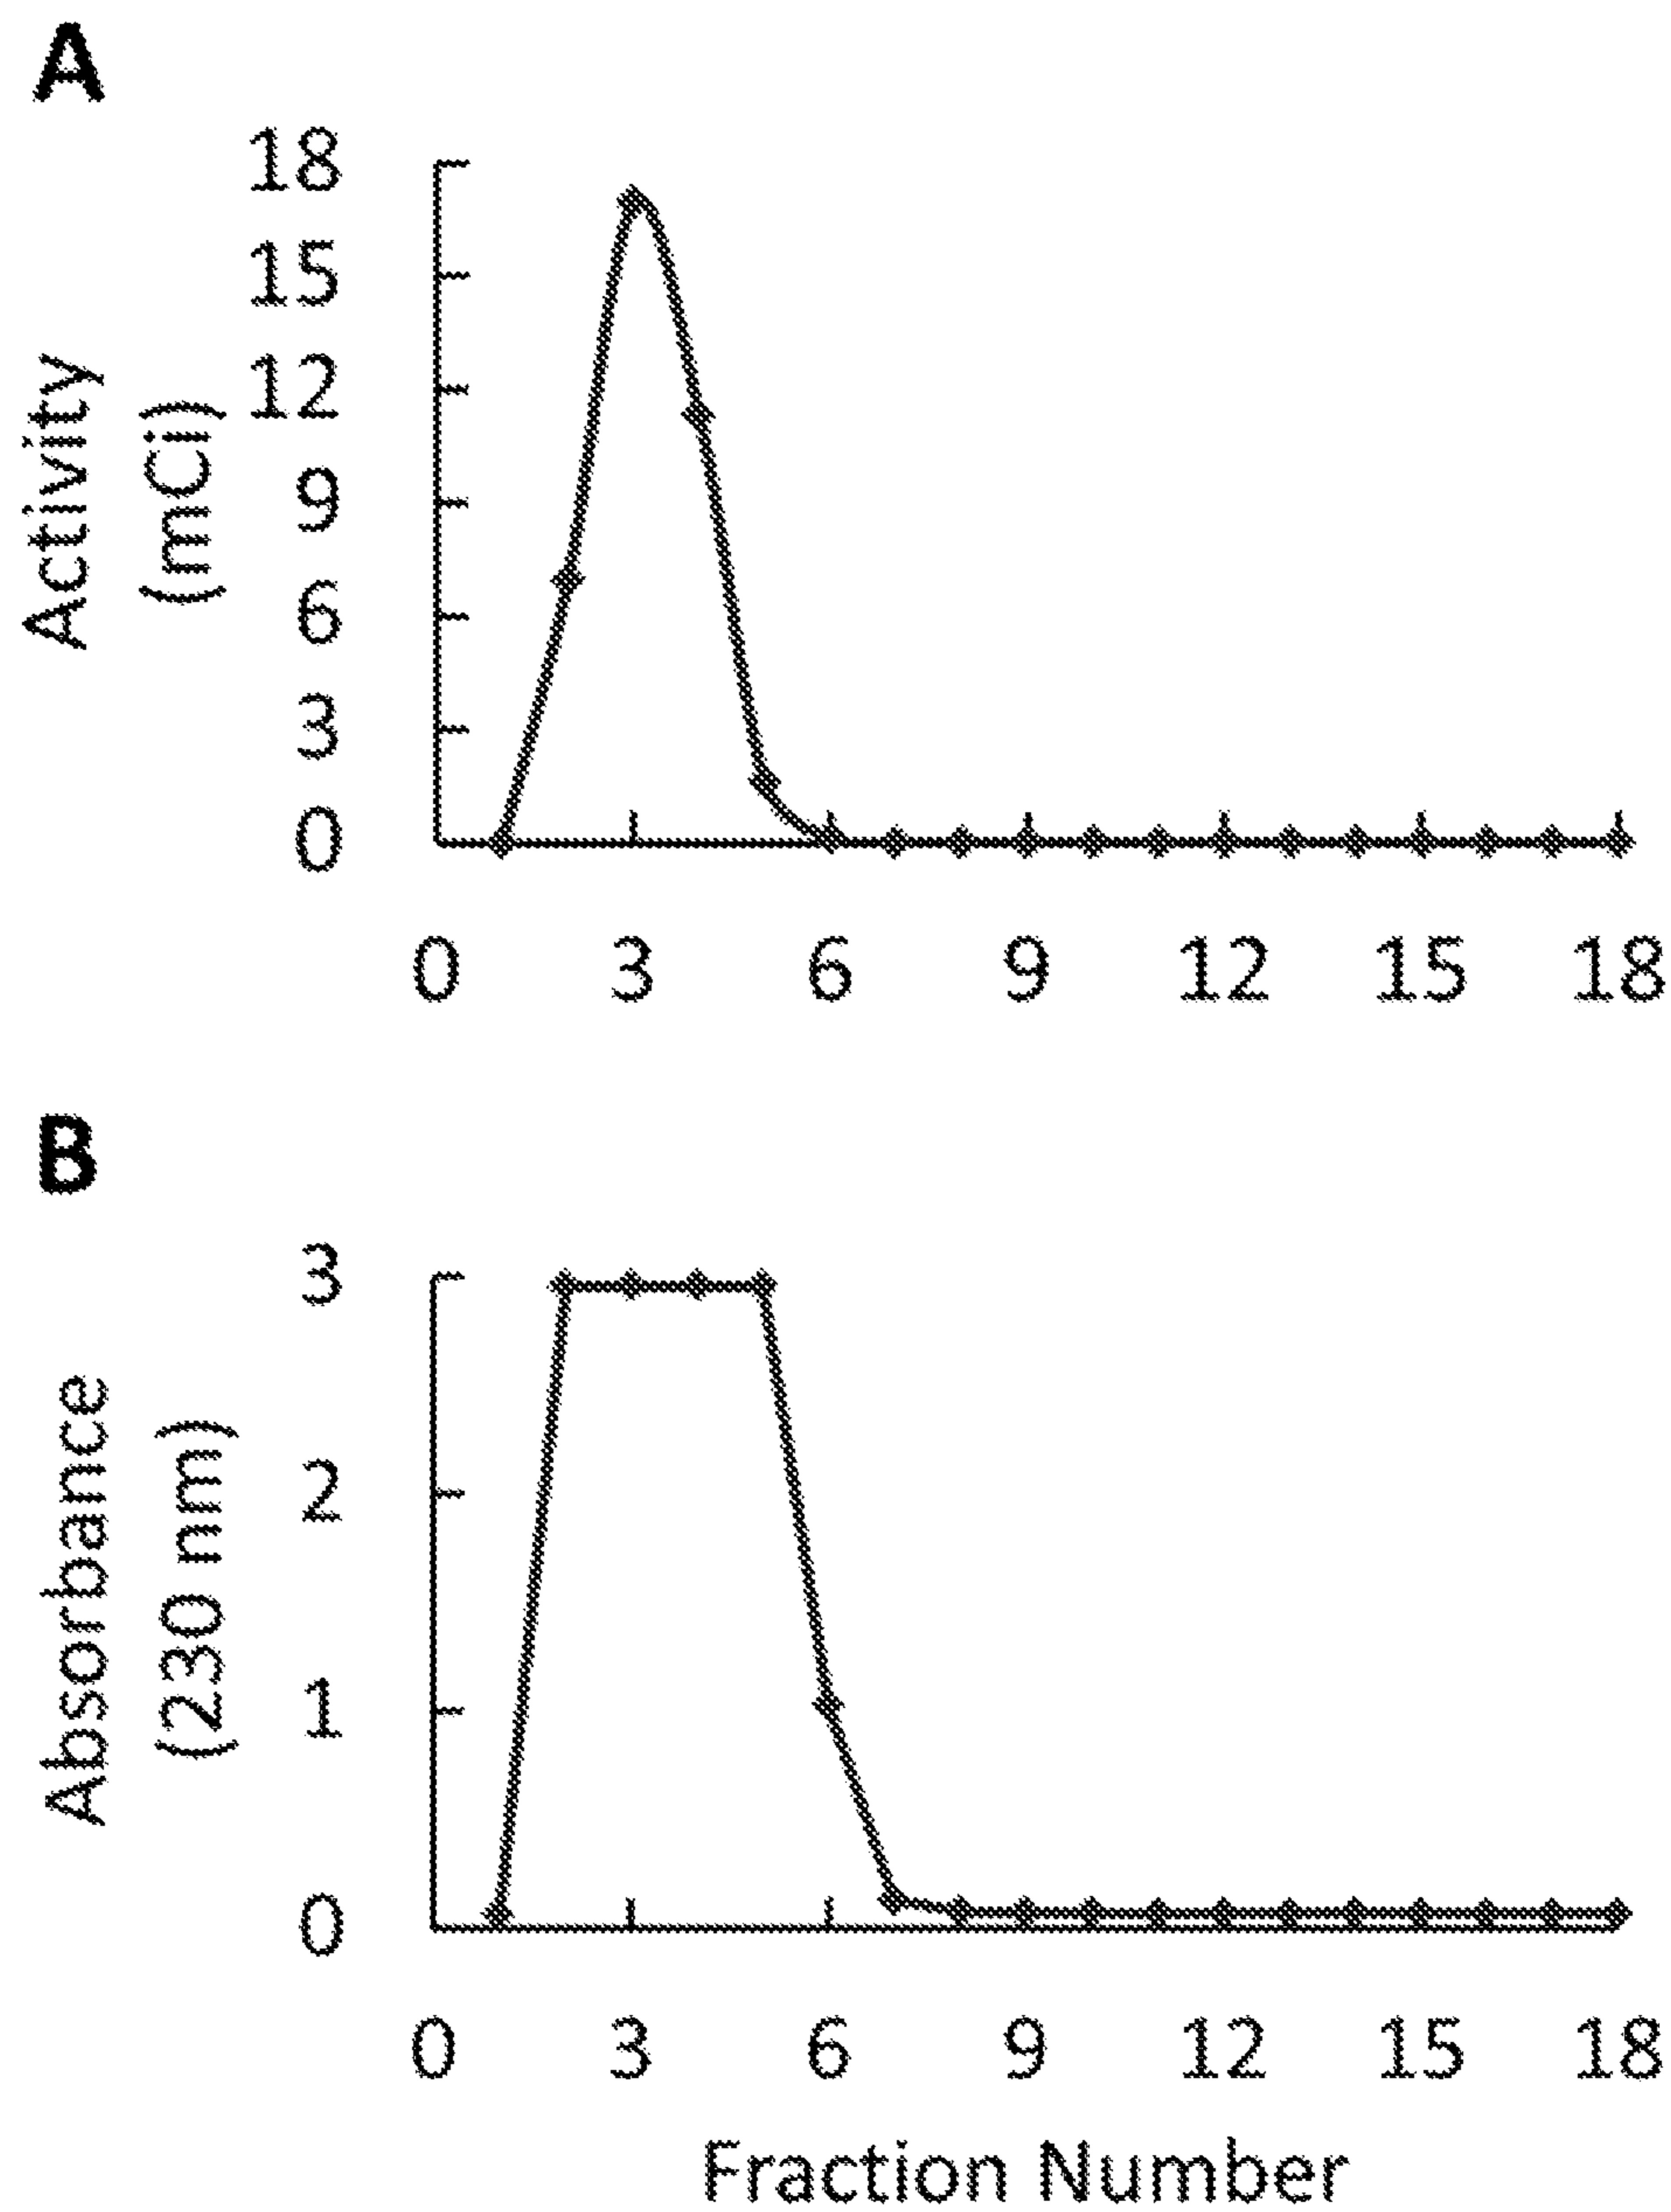 A
18
15
12
9
6
3
0
Activity
(mCi)
0 3 6 9 12 15 18
B
3
2
1
0
Absorbance
(230 nm)
0 3 6 9 12 15 18
Fraction Number